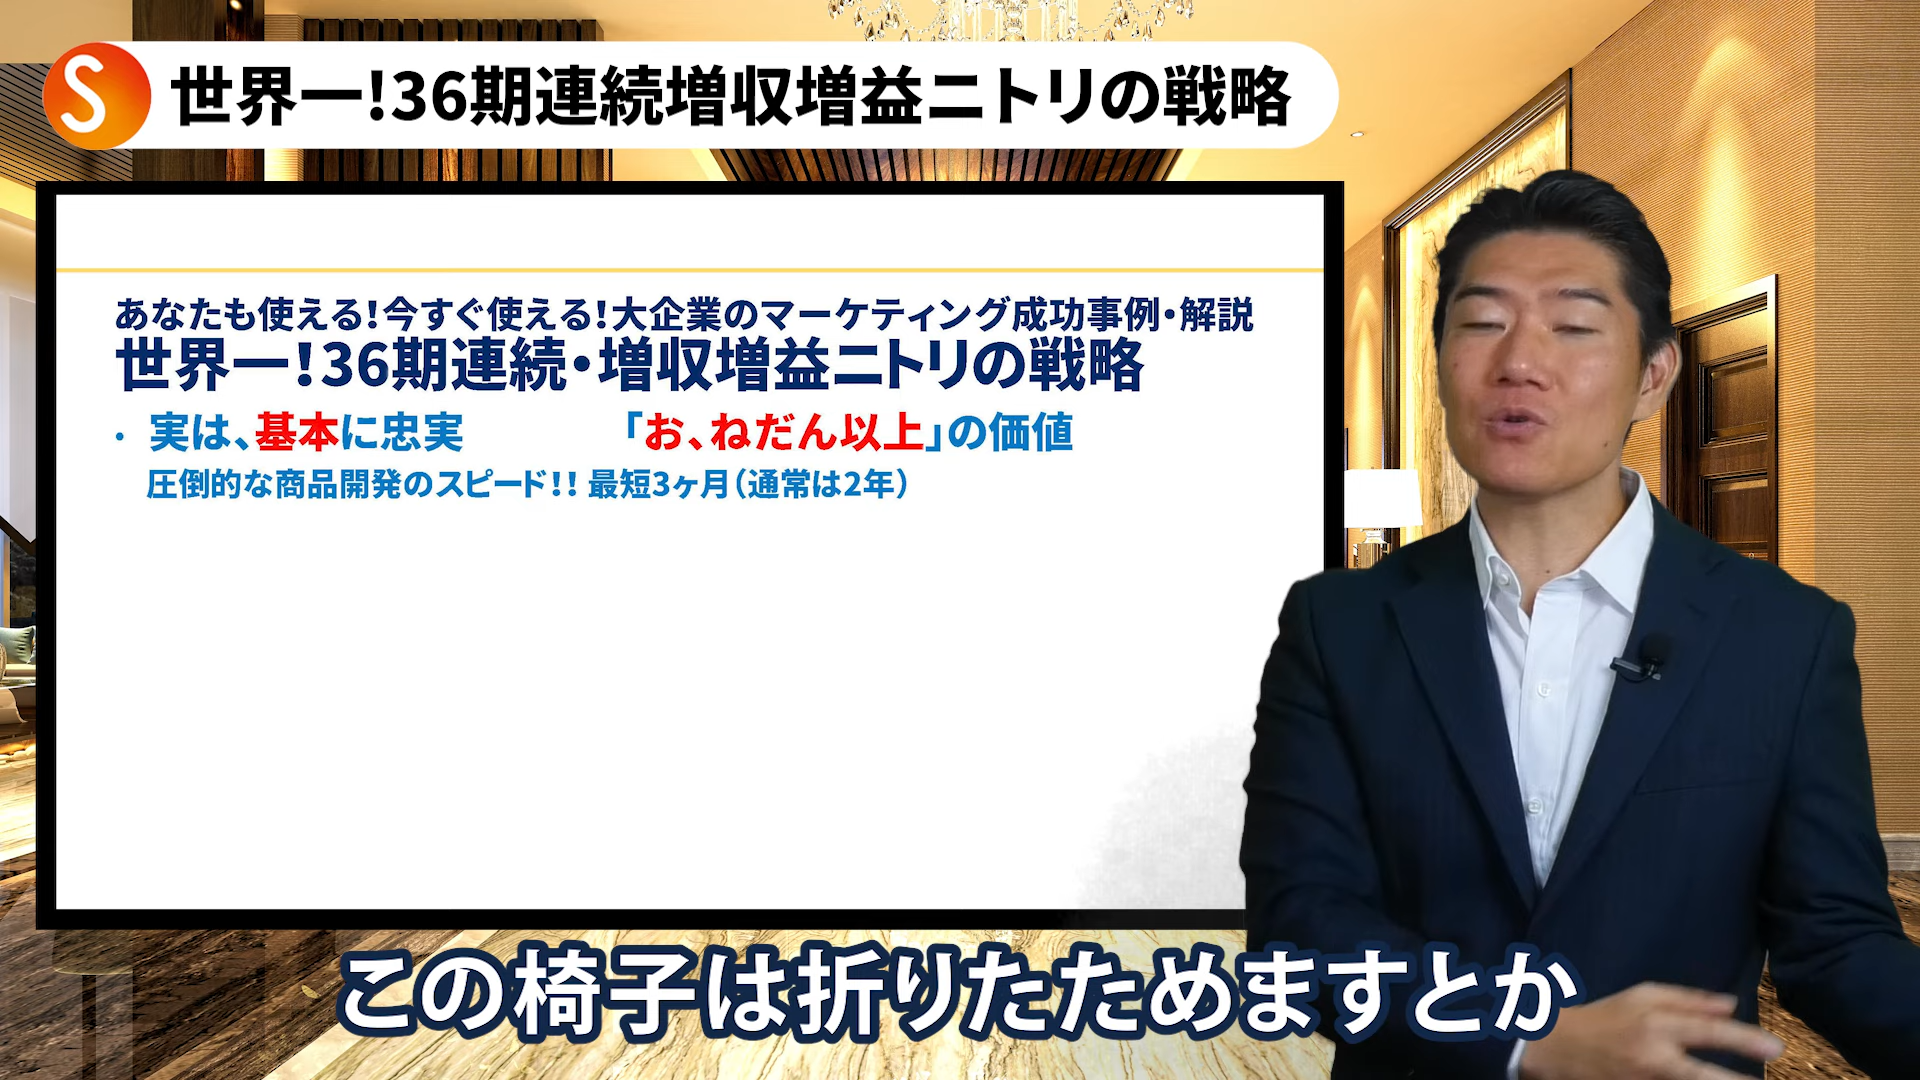 S
世界一!36期連続増収増益ニトリの戦略
あなたも使える!今すぐ使える!大企業のマーケティング成功事例・解説
世界一!36期連続・増収増益ニトリの戦略
・ 実は、基本に忠実 「お、ねだん以上」の価値
圧倒的な商品開発のスピード!! 最短3ヶ月(通常は2年)
この椅子は折りたためますとか